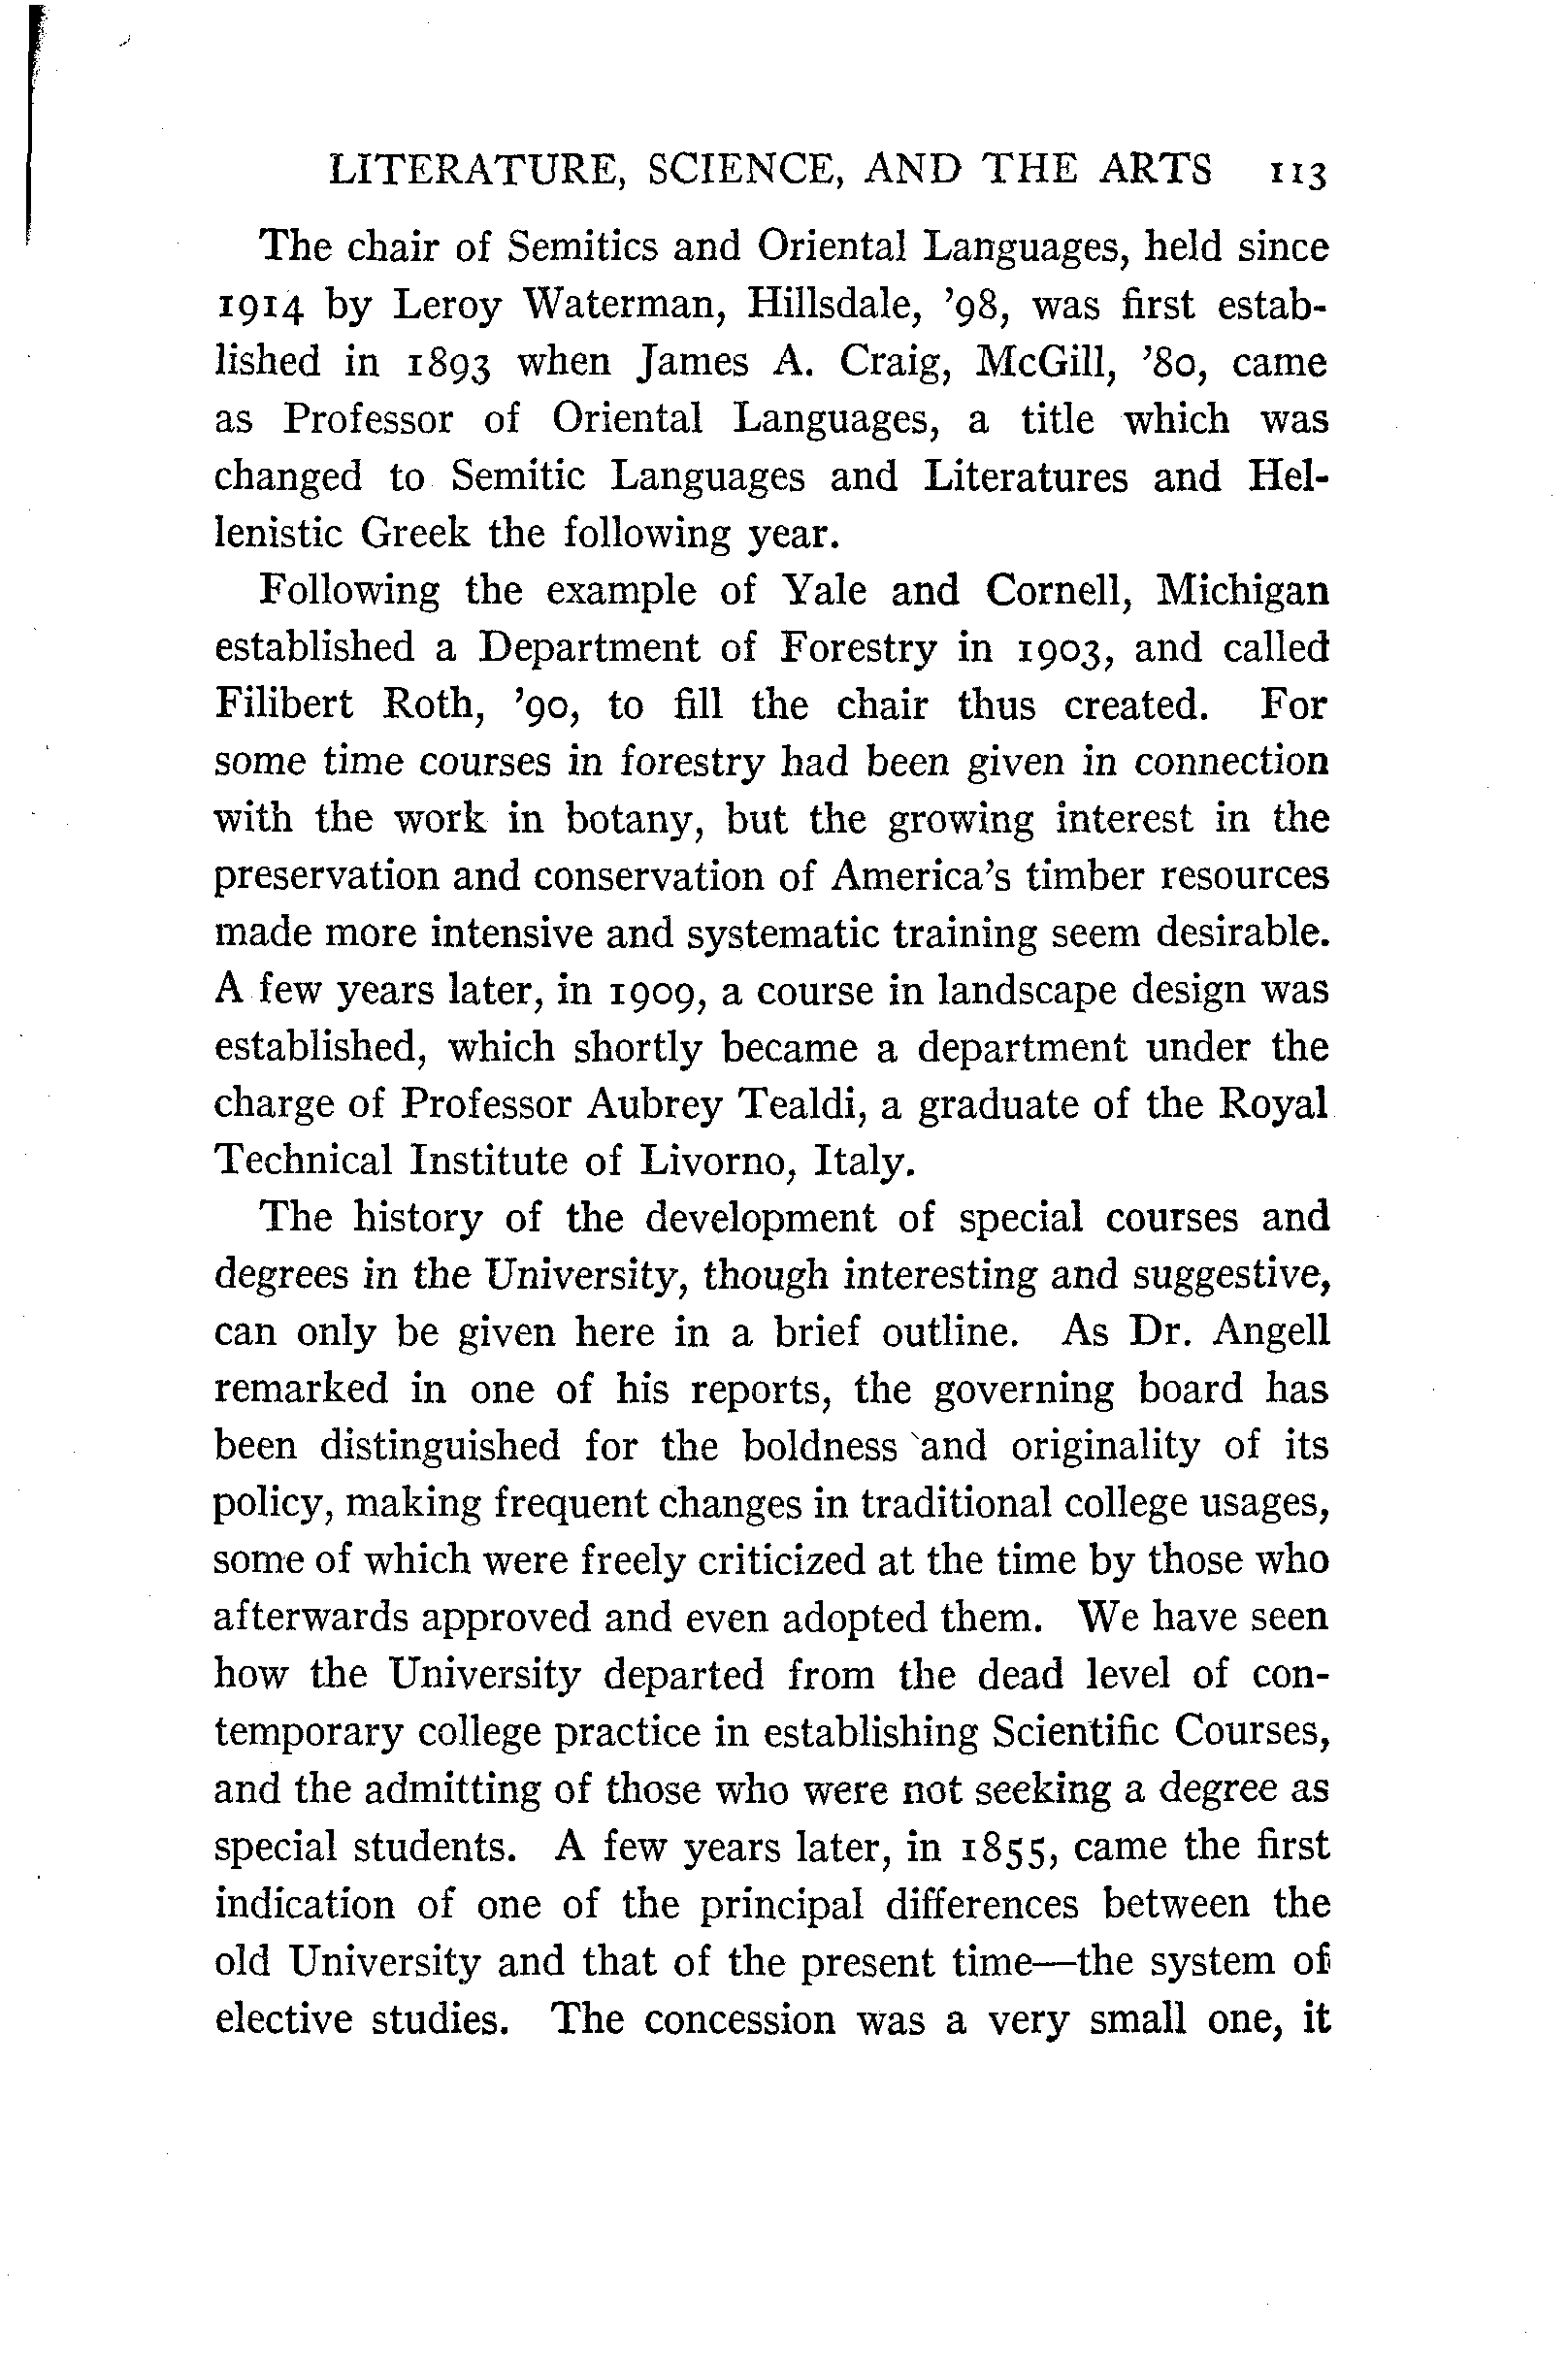 LITERATURE, SCIENCE, AND THE ARTS 113
The chair of Semitics and Oriental Languages, held since
1914 by Leroy Waterman, Hillsdale, ’98, was first estab-
lished in 1893 when James A. Craig, McGill, ’80, came
as Professor of Oriental Languages, a title which was
changed to Semitic Languages and Literatures and Hel-
lenistic Greek the following year.
Following the example of Yale and Cornell, Michigan
established a Department of Forestry in 1903, and called
Filibert Roth, ’90, to fill the chair thus created. For
some time courses in forestry had been given in connection
with the work in botany, but the growing interest in the
preservation and conservation of America’s timber resources
made more intensive and systematic training seem desirable.
A few years later, in 1909, a course in landscape design was
established, which shortly became a department under the
charge of Professor Aubrey Tealdi, a graduate of the Royal
Technical Institute of Livorno, Italy.
The history of the development of special courses and
degrees in the University, though interesting and suggestive,
can only be given here in a brief outline. As Dr. Angell
remarked in one of his reports, the governing board has
been distinguished for the boldness and originality of its
policy, making frequent changes in traditional college usages,
some of which were freely criticized at the time by those who
afterwards approved and even adopted them. We have seen
how the University departed from the dead level of con-
temporary college practice in establishing Scientific Courses,
and the admitting of those who were not seeking a degree as
special students. A few years later, in 1855, came the first
indication of one of the principal differences between the
old University and that of the present time—the system of
elective studies. The concession was a very small one, it